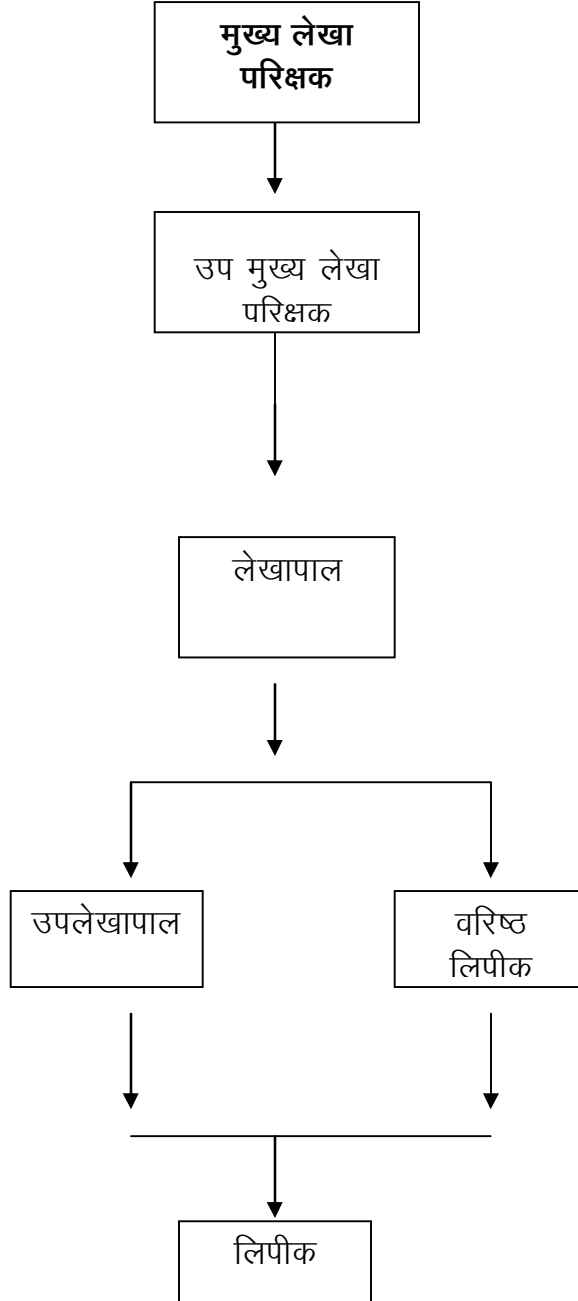 मुख्य लेखा
परिक्षक
उप मुख्य लेखा
परिक्षक
लेखापाल
उपलेखापाल
वरिष्ठ
लिपीक
लिपीक